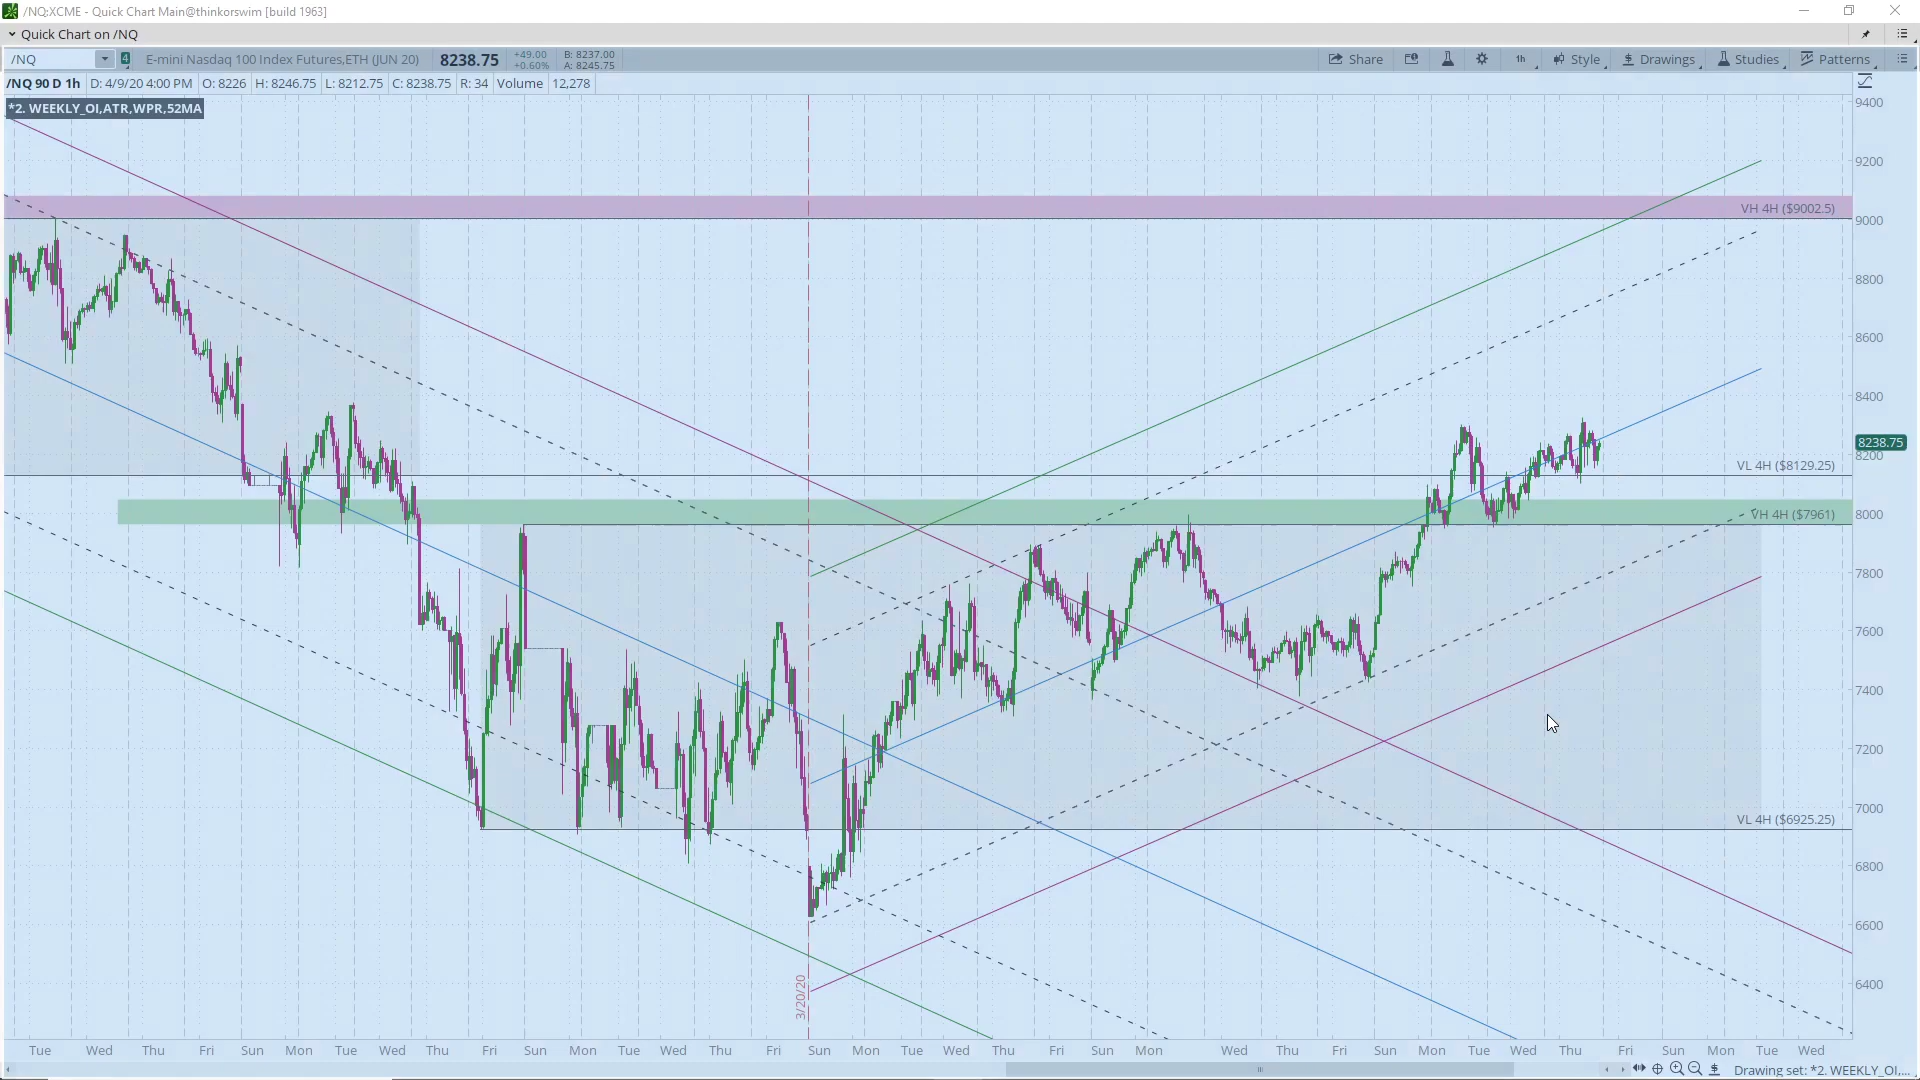 /NQ:XCME - Quick Chart Main@thinkorswim [build 1963]
Quick Chart on /NQ
/NQ 4 E-mini Nasdaq 100 Index Futures,ETH (JUN 20) 8238.75 +49.00 +0.60% B: 8237.00 A: 8245.75 Share 1h Style Drawings Studies Patterns
/NQ 90 D 1h D: 4/9/20 4:00 PM O: 8226 H: 8246.75 L: 8212.75 C: 8238.75 R: 34 Volume 12,278
*2. WEEKLY_OI,ATR,WPR,52MA
9400
9200
VH 4H ($9002.5)
9000
8800
8600
8400
8238.75
8200
VL 4H ($8129.25)
VH 4H ($7961)
8000
7800
7600
7400
7200
7000
VL 4H ($6925.25)
6800
6600
6400
3/20/20
Tue Wed Thu Fri Sun Mon Tue Wed Thu Fri Sun Mon Tue Wed Thu Fri Sun Mon Tue Wed Thu Fri Sun Mon Wed Thu Fri Sun Mon Tue Wed Thu Fri Sun Mon Tue Wed
Drawing set: *2. WEEKLY_OI,...